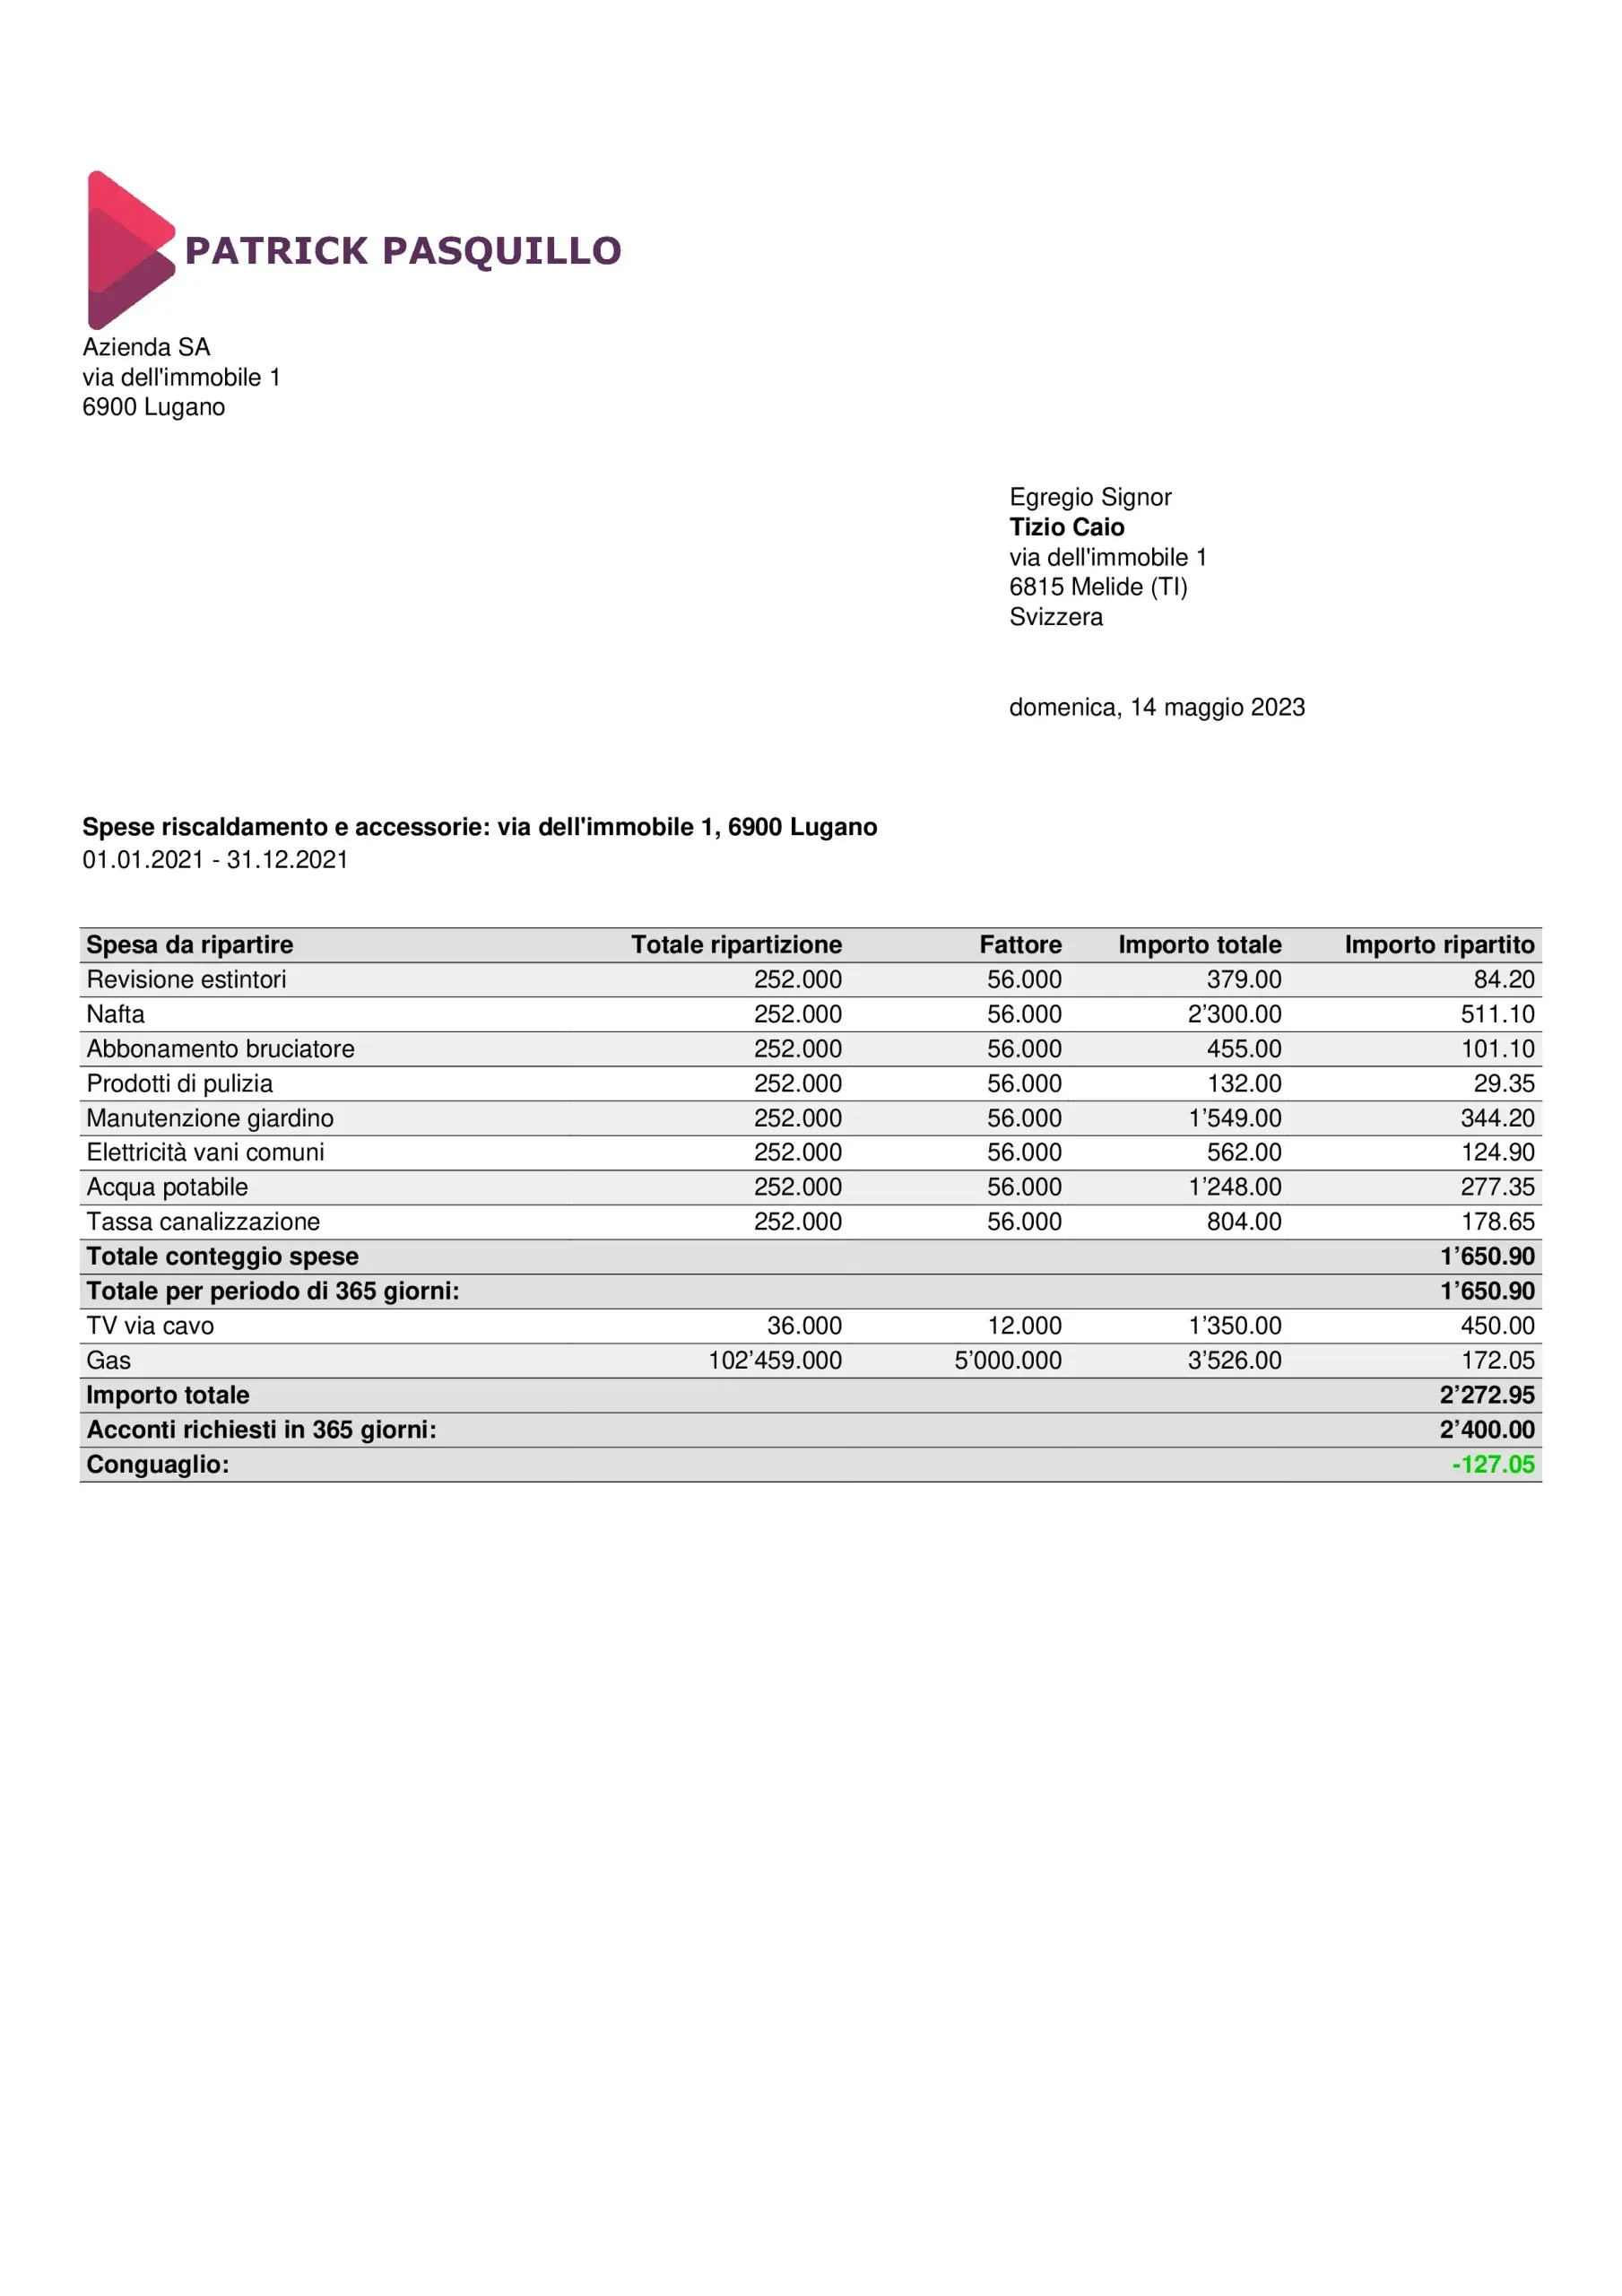 PATRICK PASQUILLO
Azienda SA
via dell'immobile 1
6900 Lugano
Egregio Signor
Tizio Caio
via dell'immobile 1
6815 Melide (TI)
Svizzera
domenica, 14 maggio 2023
Spese riscaldamento e accessorie: via dell'immobile 1, 6900 Lugano
01.01.2021 - 31.12.2021
Spesa da ripartire Totale ripartizione Fattore Importo totale Importo ripartito
Revisione estintori 252.000 56.000 379.00 84.20
Nafta 252.000 56.000 2’300.00 511.10
Abbonamento bruciatore 252.000 56.000 455.00 101.10
Prodotti di pulizia 252.000 56.000 132.00 29.35
Manutenzione giardino 252.000 56.000 1’549.00 344.20
Elettricità vani comuni 252.000 56.000 562.00 124.90
Acqua potabile 252.000 56.000 1’248.00 277.35
Tassa canalizzazione 252.000 56.000 804.00 178.65
Totale conteggio spese 1’650.90
Totale per periodo di 365 giorni: 1’650.90
TV via cavo 36.000 12.000 1’350.00 450.00
Gas 102’459.000 5’000.000 3’526.00 172.05
Importo totale 2’272.95
Acconti richiesti in 365 giorni: 2’400.00
Conguaglio: -127.05